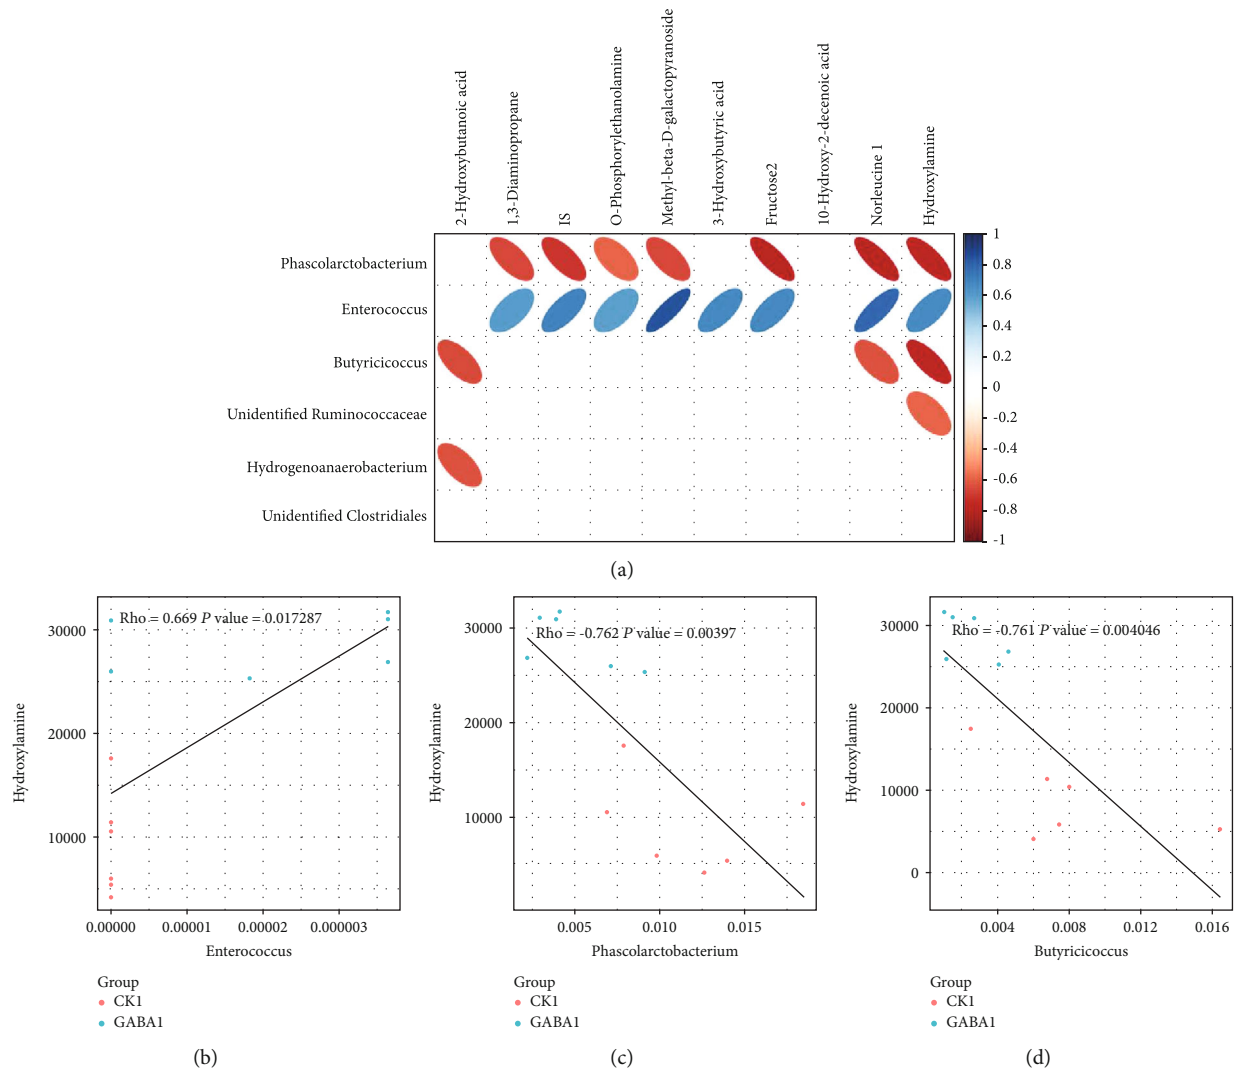 2-Hydroxybutanoic acid
1,3-Diaminopropane
IS
O-Phosphorylethanolamine
Methyl-beta-D-galactopyranoside
3-Hydroxybutyric acid
Fructose2
10-Hydroxy-2-decenoic acid
Norleucine 1
Hydroxylamine
Phascolarctobacterium
Enterococcus
Butyricicoccus
Unidentified Ruminococcaceae
Hydrogenoanaerobacterium
Unidentified Clostridiales
1
0.8
0.6
0.4
0.2
0
-0.2
-0.4
-0.6
-0.8
-1
(a)
Rho = 0.669 P value = 0.017287
Hydroxylamine
30000
20000
10000
0.00000 0.00001 0.00002 0.000003
Enterococcus
Group
CK1
GABA1
(b)
Rho = -0.762 P value = 0.00397
Hydroxylamine
30000
20000
10000
0.005 0.010 0.015
Phascolarctobacterium
Group
CK1
GABA1
(c)
Rho = -0.761 P value = 0.004046
Hydroxylamine
30000
20000
10000
0
0.004 0.008 0.012 0.016
Butyricicoccus
Group
CK1
GABA1
(d)